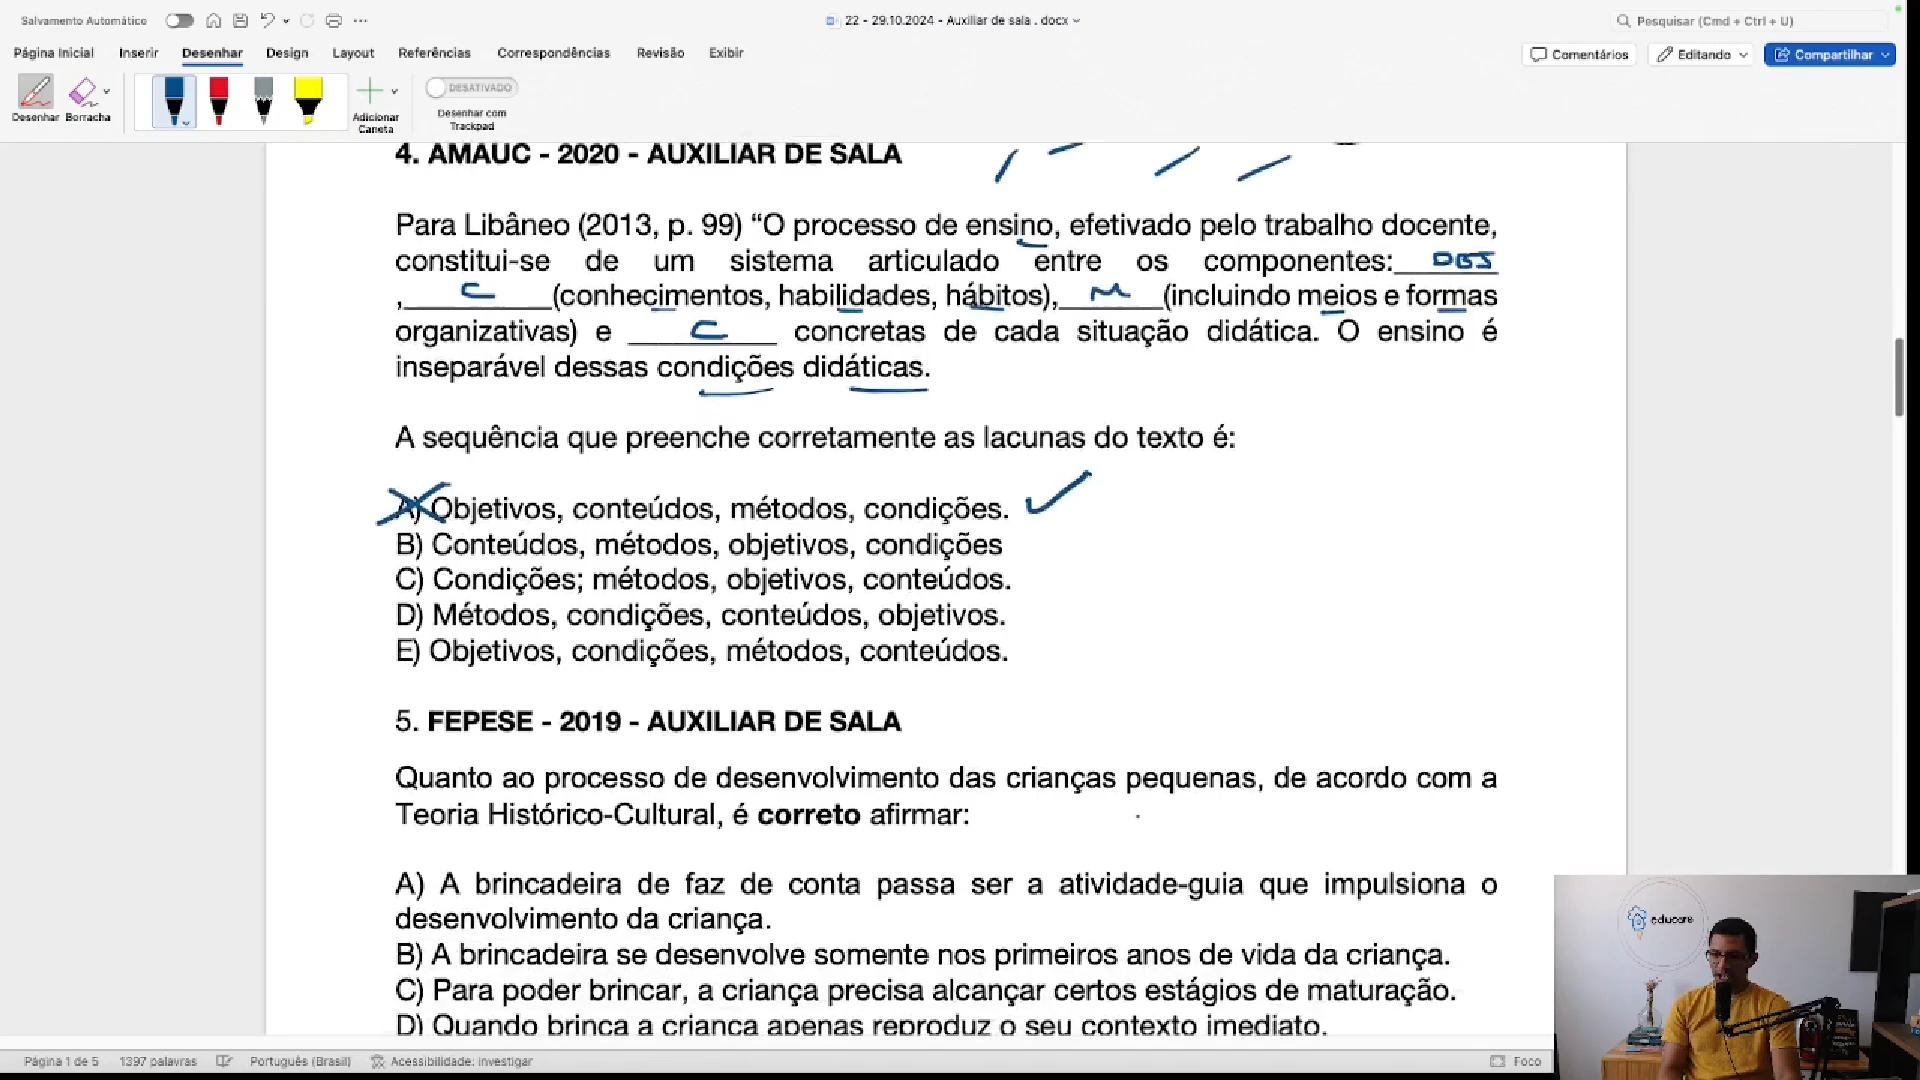 Salvamento Automático
22 - 29.10.2024 - Auxiliar de sala .docx
Pesquisar (Cmd + Ctrl + U)
Página Inicial Inserir Desenhar Design Layout Referências Correspondências Revisão Exibir
Comentários Editando Compartilhar
DESATIVADO
Desenhar Borracha Adicionar Caneta Desenhar com Trackpad
4. AMAUC - 2020 - AUXILIAR DE SALA
Para Libâneo (2013, p. 99) “O processo de ensino, efetivado pelo trabalho docente,
constitui-se de um sistema articulado entre os componentes: OBJ
, C (conhecimentos, habilidades, hábitos), M (incluindo meios e formas
organizativas) e C concretas de cada situação didática. O ensino é
inseparável dessas condições didáticas.
A sequência que preenche corretamente as lacunas do texto é:
A) Objetivos, conteúdos, métodos, condições.
B) Conteúdos, métodos, objetivos, condições
C) Condições; métodos, objetivos, conteúdos.
D) Métodos, condições, conteúdos, objetivos.
E) Objetivos, condições, métodos, conteúdos.
5. FEPESE - 2019 - AUXILIAR DE SALA
Quanto ao processo de desenvolvimento das crianças pequenas, de acordo com a
Teoria Histórico-Cultural, é correto afirmar:
A) A brincadeira de faz de conta passa ser a atividade-guia que impulsiona o
desenvolvimento da criança.
B) A brincadeira se desenvolve somente nos primeiros anos de vida da criança.
C) Para poder brincar, a criança precisa alcançar certos estágios de maturação.
D) Quando brinca a criança apenas reproduz o seu contexto imediato.
educare
Página 1 de 5 1397 palavras Português (Brasil) Acessibilidade: investigar Foco